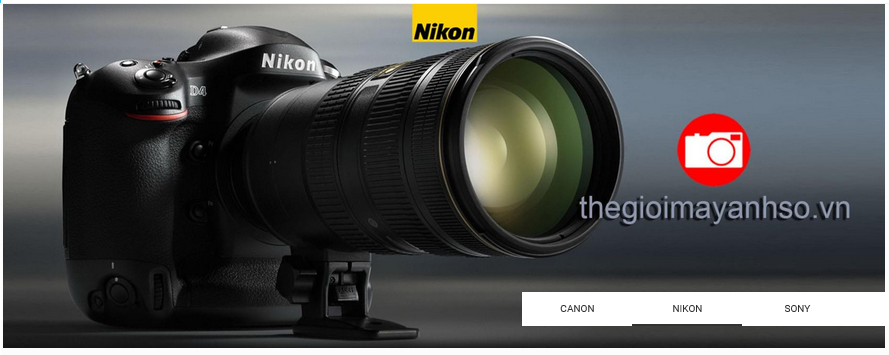 Nikon
Nikon
D4
thegioimayanhso.vn
CANON
NIKON
SONY